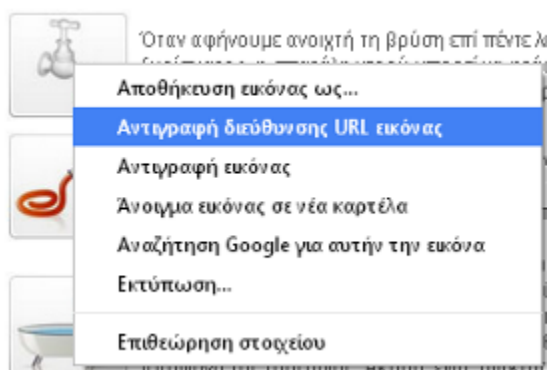 Όταν αφήνουμε ανοιχτή τη βρύση επί πέντε
Αποθήκευση εικόνας ως...
Αντιγραφή διεύθυνσης URL εικόνας
Αντιγραφή εικόνας
Άνοιγμα εικόνας σε νέα καρτέλα
Αναζήτηση Google για αυτήν την εικόνα
Εκτύπωση...
Επιθεώρηση στοιχείου